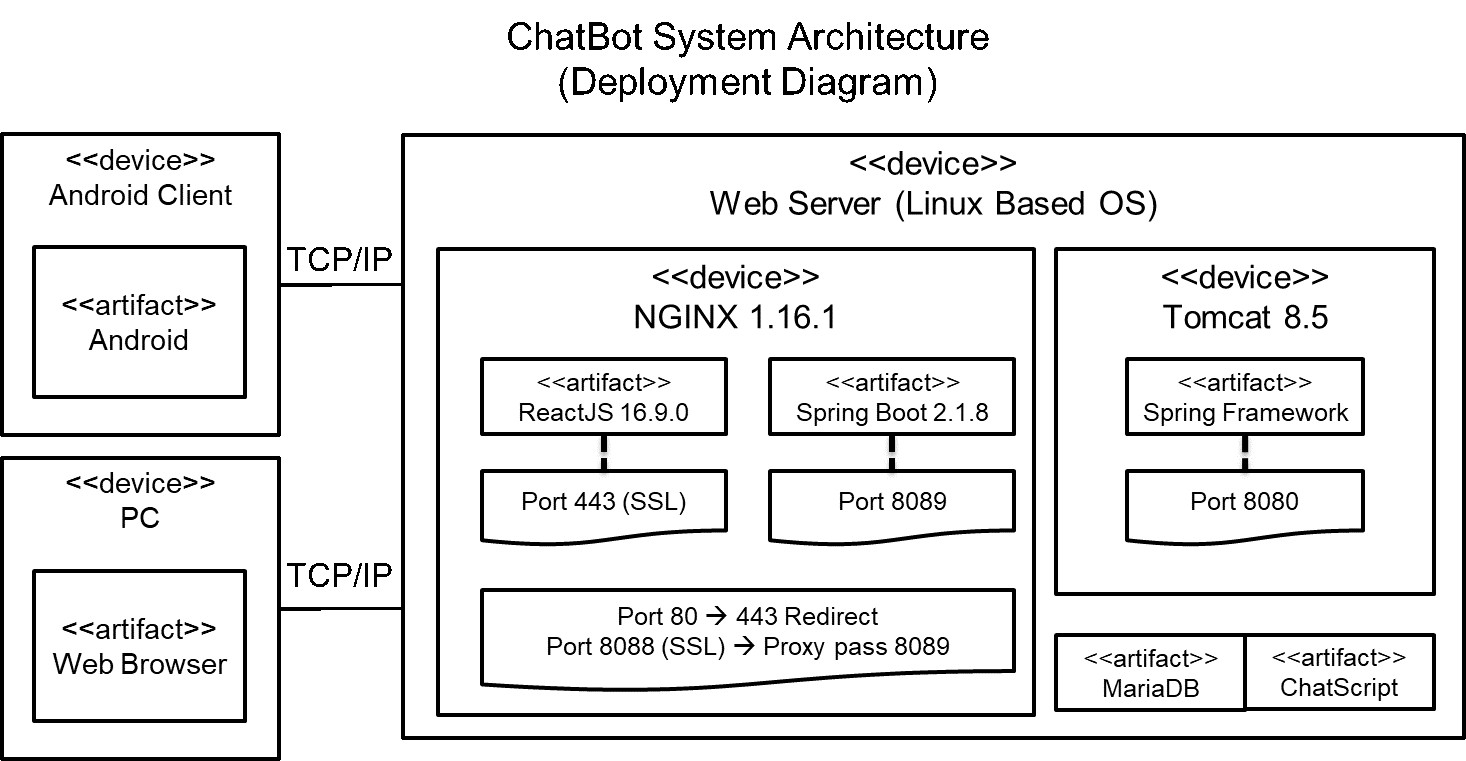 ChatBot System Architecture
(Deployment Diagram)
<<device>>
Android Client
<<artifact>>
Android
TCP/IP
<<device>>
PC
<<artifact>>
Web Browser
TCP/IP
<<device>>
Web Server (Linux Based OS)
<<device>>
NGINX 1.16.1
<<artifact>>
ReactJS 16.9.0
Port 443 (SSL)
<<artifact>>
Spring Boot 2.1.8
Port 8089
Port 80 → 443 Redirect
Port 8088 (SSL) → Proxy pass 8089
<<device>>
Tomcat 8.5
<<artifact>>
Spring Framework
Port 8080
<<artifact>>
MariaDB
<<artifact>>
ChatScript